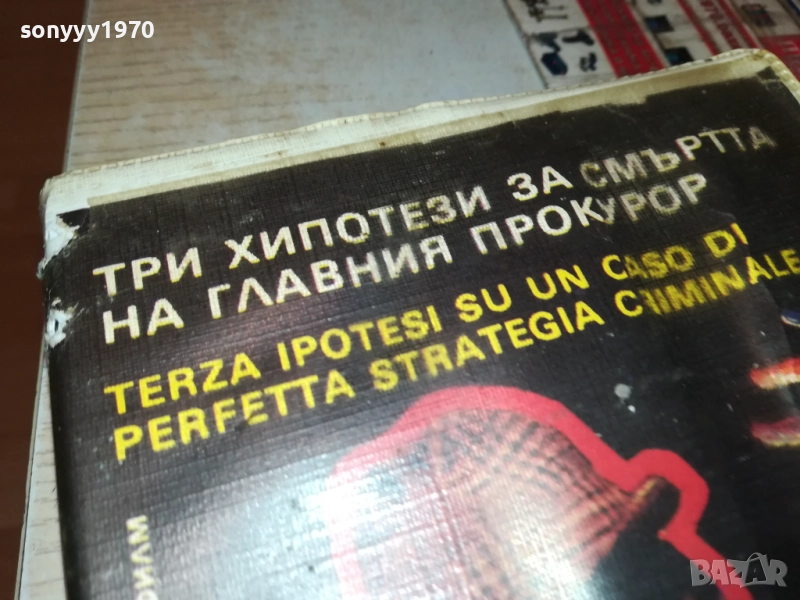 sonyyy1970
ТРИ ХИПОТЕЗИ ЗА СМЪРТТА
НА ГЛАВНИЯ ПРОКУРОР
TERZA IPOTESI SU UN CASO DI
PERFETTA STRATEGIA CRIMINALE
BAZAR